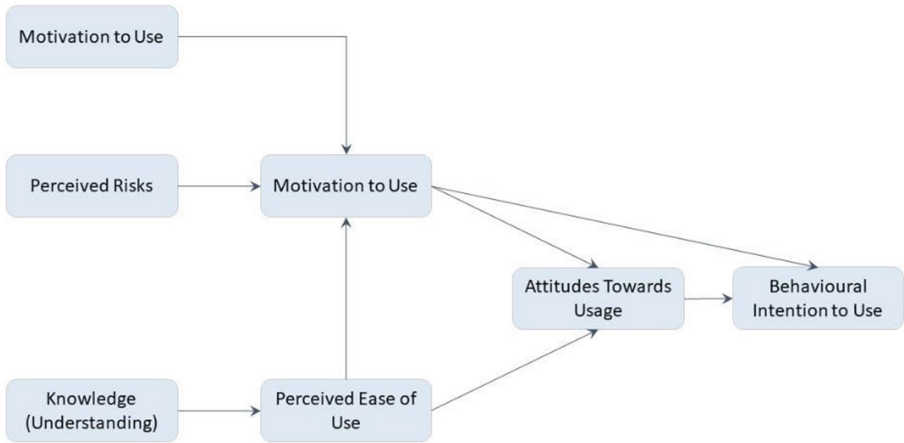 Motivation to Use
Perceived Risks
Motivation to Use
Attitudes Towards
Usage
Behavioural
Intention to Use
Knowledge
(Understanding)
Perceived Ease of
Use